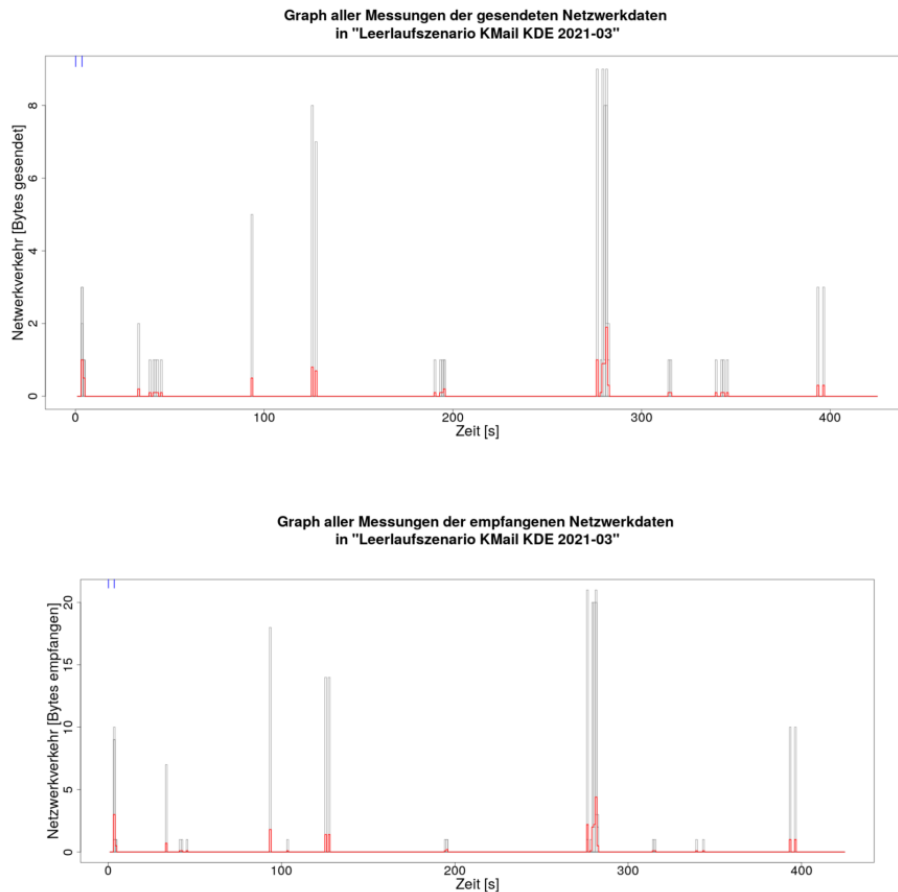 Graph aller Messungen der gesendeten Netzwerkdaten
in "Leerlaufszenario KMail KDE 2021-03"
Netwerkverkehr [Bytes gesendet]
8
6
4
2
0
0 100 200 300 400
Zeit [s]
Graph aller Messungen der empfangenen Netzwerkdaten
in "Leerlaufszenario KMail KDE 2021-03"
Netzwerkverkehr [Bytes empfangen]
20
15
10
5
0
0 100 200 300 400
Zeit [s]